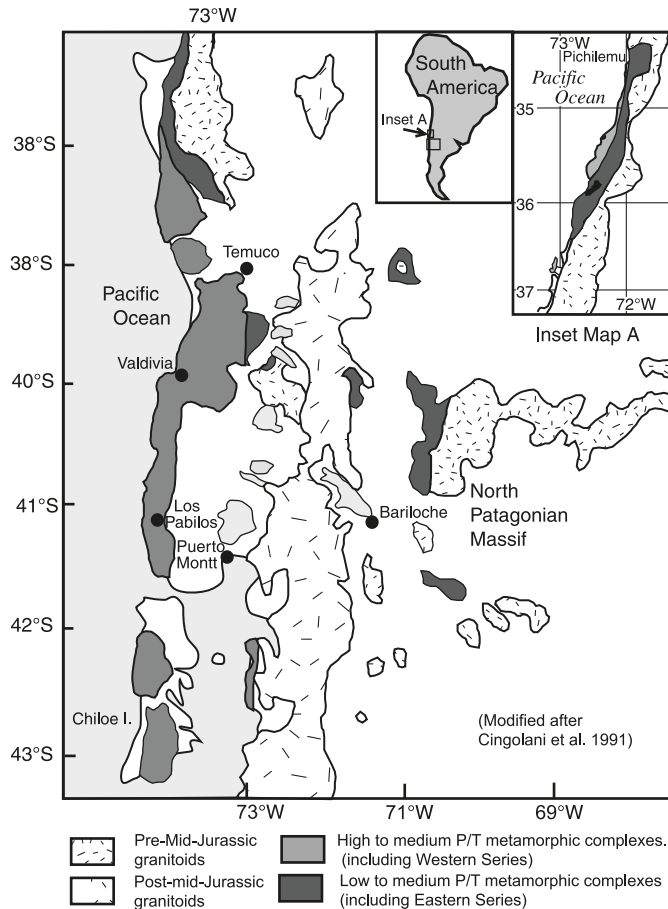 73°W
38°S
38°S
40°S
41°S
42°S
43°S
Temuco
Pacific
Ocean
Valdivia
Los
Pabilos
Puerto
Montt
Bariloche
North
Patagonian
Massif
Chiloe I.
(Modified after
Cingolani et al. 1991)
73°W
71°W
69°W
South
America
Inset A
73°W
Pichilemu
Pacific
Ocean
35
36
37
72°W
Inset Map A
Pre-Mid-Jurassic
granitoids
Post-mid-Jurassic
granitoids
High to medium P/T metamorphic complexes.
(including Western Series)
Low to medium P/T metamorphic complexes
(including Eastern Series)